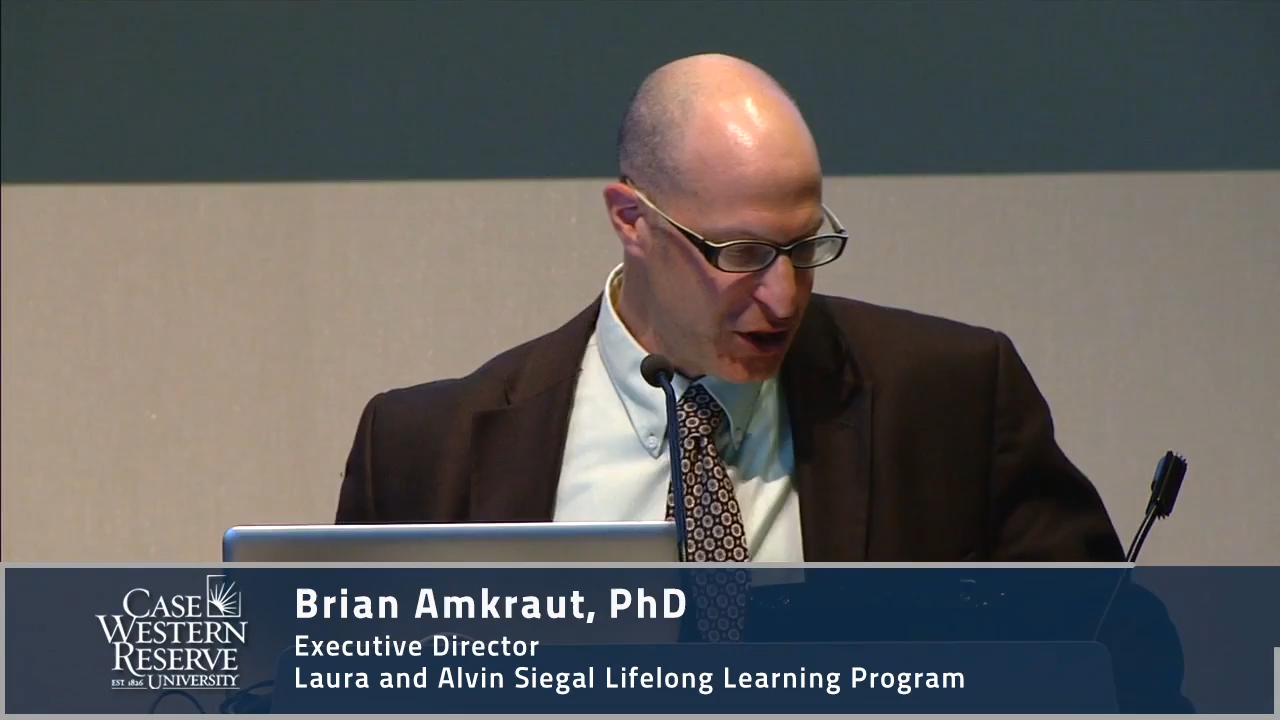 Brian Amkraut, PhD
Executive Director
Laura and Alvin Siegal Lifelong Learning Program
CASE
WESTERN
RESERVE
EST. 1826 UNIVERSITY